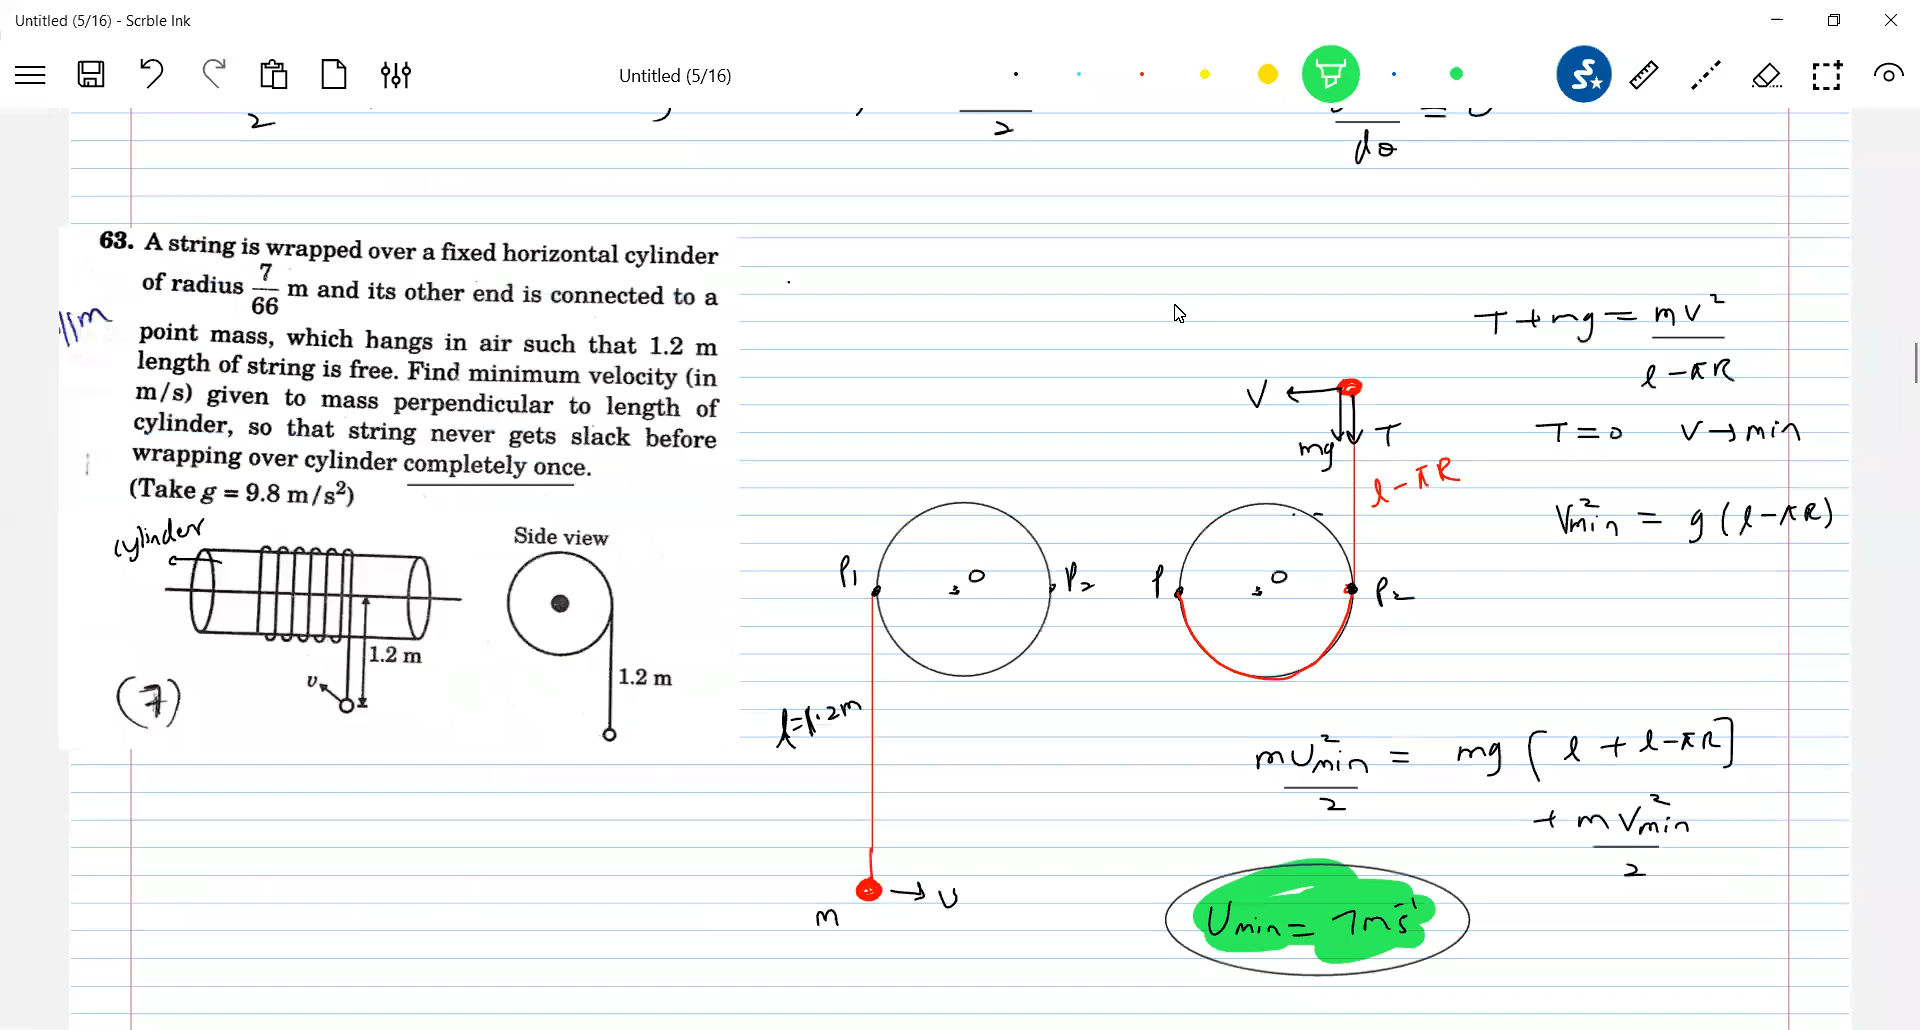 Untitled (5/16) - Scrble Ink
Untitled (5/16)
2
2
dθ
= 0
63. A string is wrapped over a fixed horizontal cylinder
of radius 7/66 m and its other end is connected to a
point mass, which hangs in air such that 1.2 m
length of string is free. Find minimum velocity (in
m/s) given to mass perpendicular to length of
cylinder, so that string never gets slack before
wrapping over cylinder completely once.
(Take g = 9.8 m/s²)
cylinder
Side view
1.2 m
υ
1.2 m
(7)
P₁
O
P₂
l=1.2m
m
U
P
O
P₂
V
mg
T
l-πR
T+mg = mv²/l-πR
T=0 V→min
V²min = g(l-πR)
mU²min/2 = mg[l + l-πR]
+ mV²min/2
Umin = 7ms⁻¹